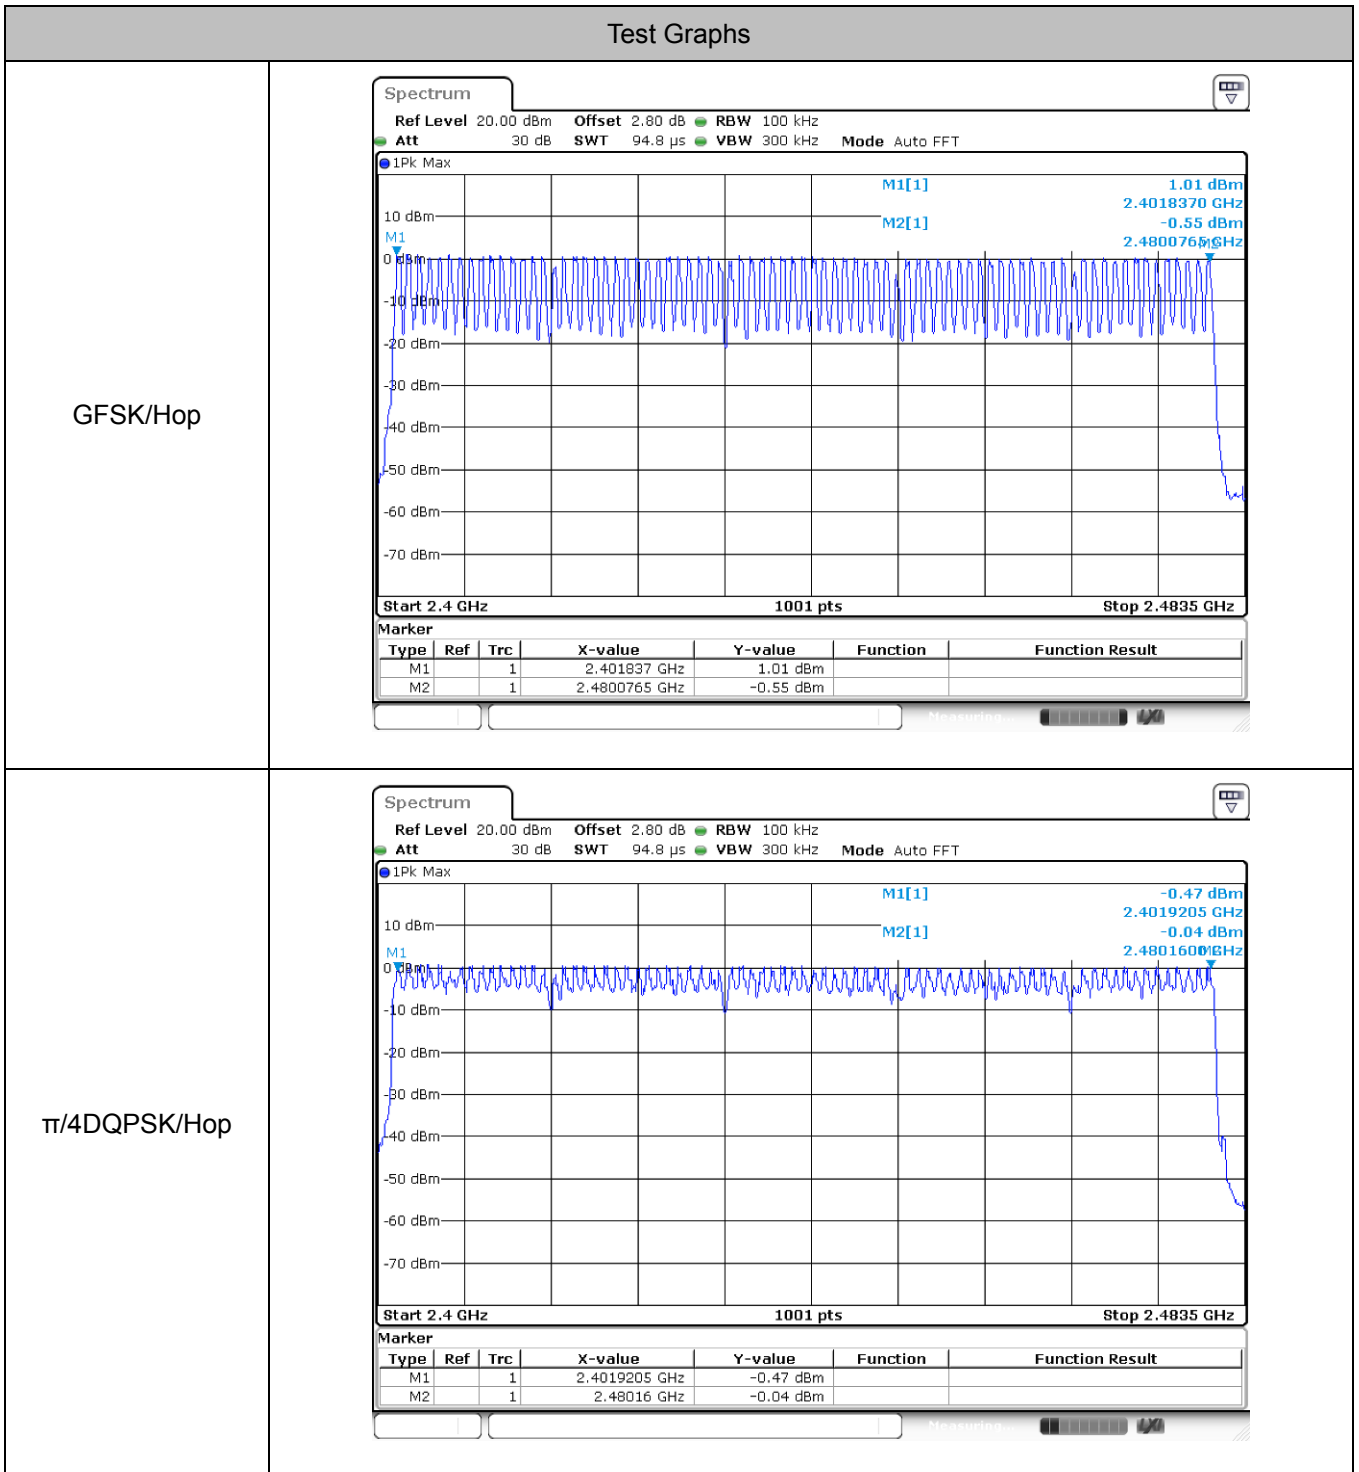 Test Graphs
GFSK/Hop
Spectrum
Ref Level 20.00 dBm Offset 2.80 dB RBW 100 kHz
Att 30 dB SWT 94.8 µs VBW 300 kHz Mode Auto FFT
1Pk Max
M1[1] 1.01 dBm
2.4018370 GHz
10 dBm
M2[1] -0.55 dBm
M1
2.4800765 GHz
0 dBm
-10 dBm
-20 dBm
-30 dBm
-40 dBm
-50 dBm
-60 dBm
-70 dBm
Start 2.4 GHz 1001 pts Stop 2.4835 GHz
Marker
Type Ref Trc X-value Y-value Function Function Result
M1 1 2.401837 GHz 1.01 dBm
M2 1 2.4800765 GHz -0.55 dBm
Measuring...
π/4DQPSK/Hop
Spectrum
Ref Level 20.00 dBm Offset 2.80 dB RBW 100 kHz
Att 30 dB SWT 94.8 µs VBW 300 kHz Mode Auto FFT
1Pk Max
M1[1] -0.47 dBm
2.4019205 GHz
10 dBm
M2[1] -0.04 dBm
M1
2.4801600 GHz
0 dBm
-10 dBm
-20 dBm
-30 dBm
-40 dBm
-50 dBm
-60 dBm
-70 dBm
Start 2.4 GHz 1001 pts Stop 2.4835 GHz
Marker
Type Ref Trc X-value Y-value Function Function Result
M1 1 2.4019205 GHz -0.47 dBm
M2 1 2.48016 GHz -0.04 dBm
Measuring...